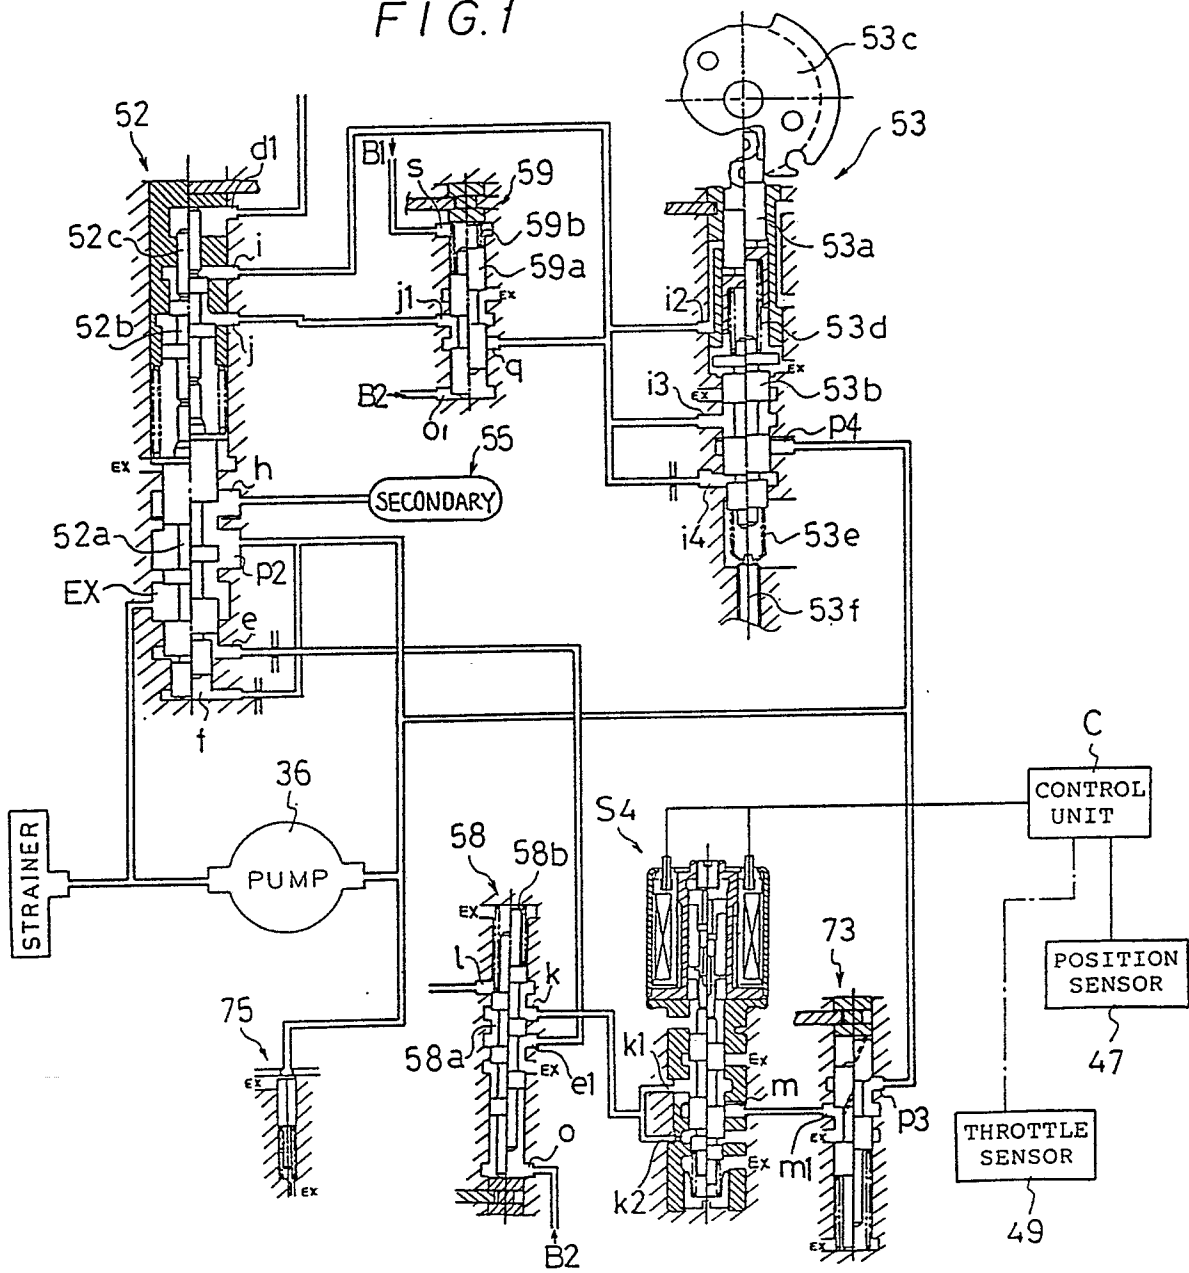 FIG.1
53c
52
d1
B1
s
59
53
52c
59b
53a
i
59a
EX
j1
i2
52b
j
53d
q
EX
i3
EX
53b
B2
o1
p4
55
EX
h
SECONDARY
i4
53e
52a
p2
EX
53f
e
f
C
CONTROL
UNIT
36
S4
58
58b
STRAINER
PUMP
EX
73
POSITION
SENSOR
l
k
75
58a
EX
k1
EX
47
e1
m
EX
p3
THROTTLE
SENSOR
o
EX
m1
EX
k2
EX
49
B2
EX